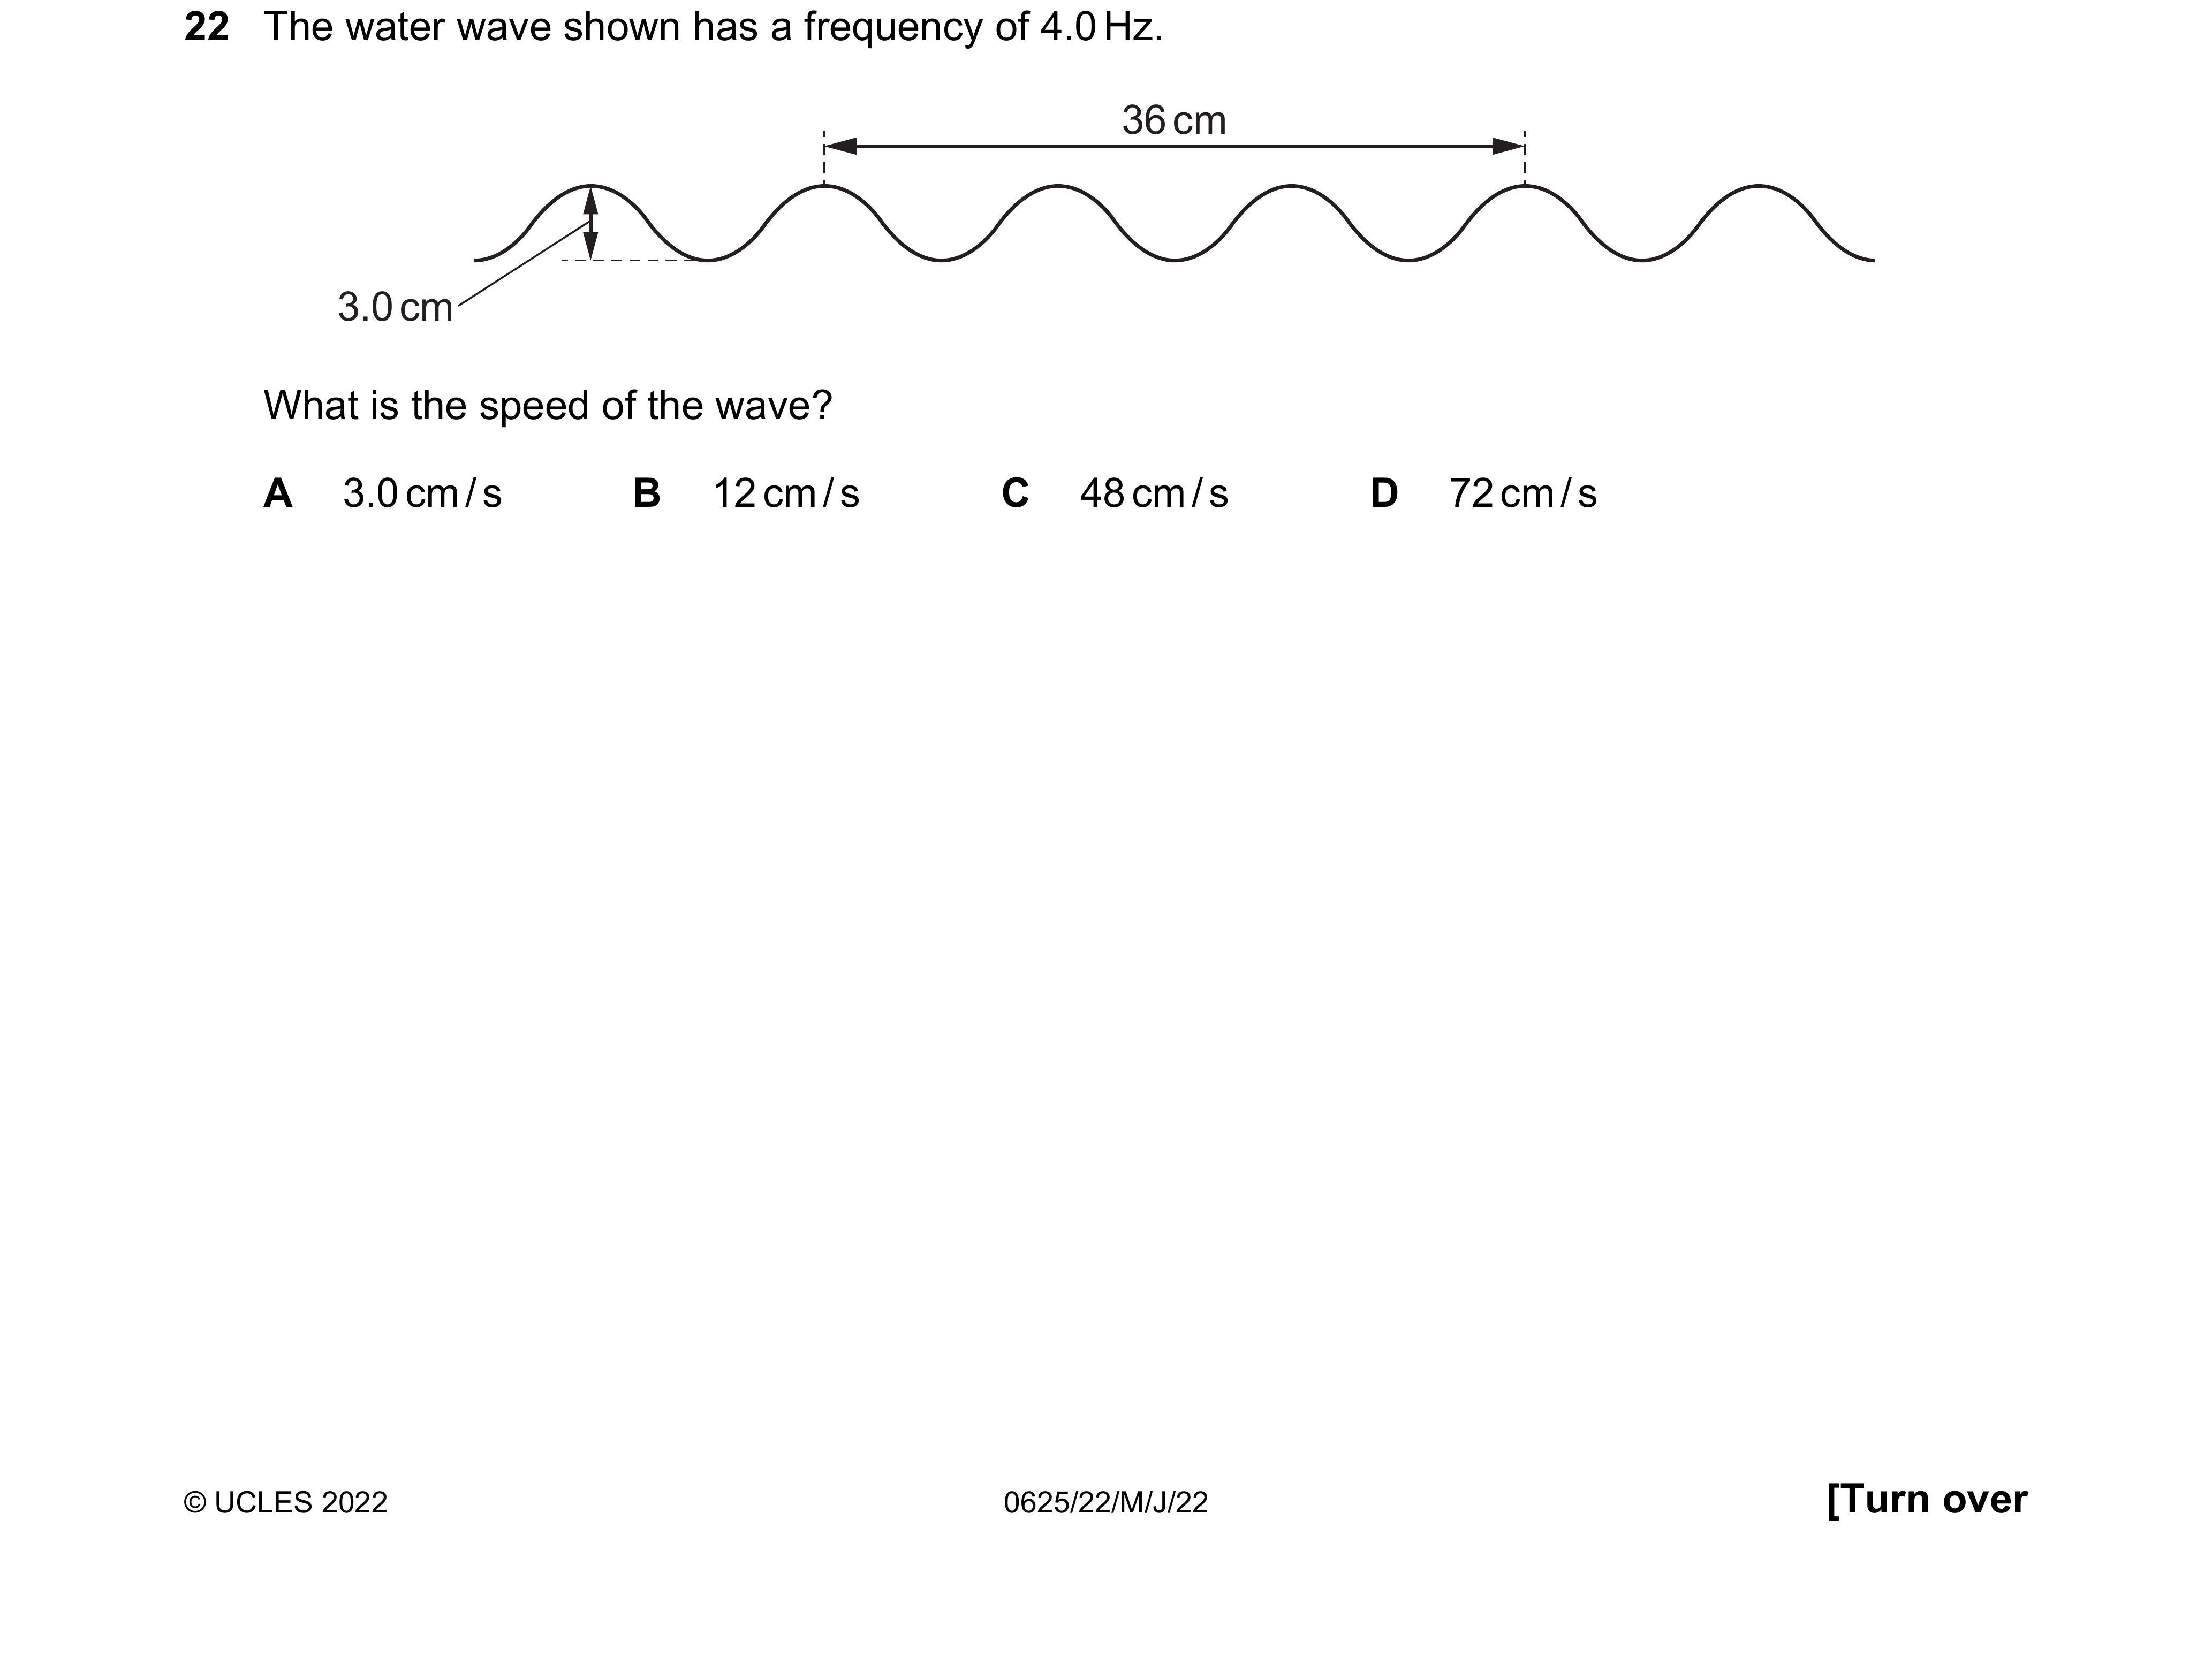 22 The water wave shown has a frequency of 4.0 Hz.
36 cm
3.0 cm
What is the speed of the wave?
A 3.0 cm / s B 12 cm / s C 48 cm / s D 72 cm / s
© UCLES 2022 0625/22/M/J/22 [Turn over